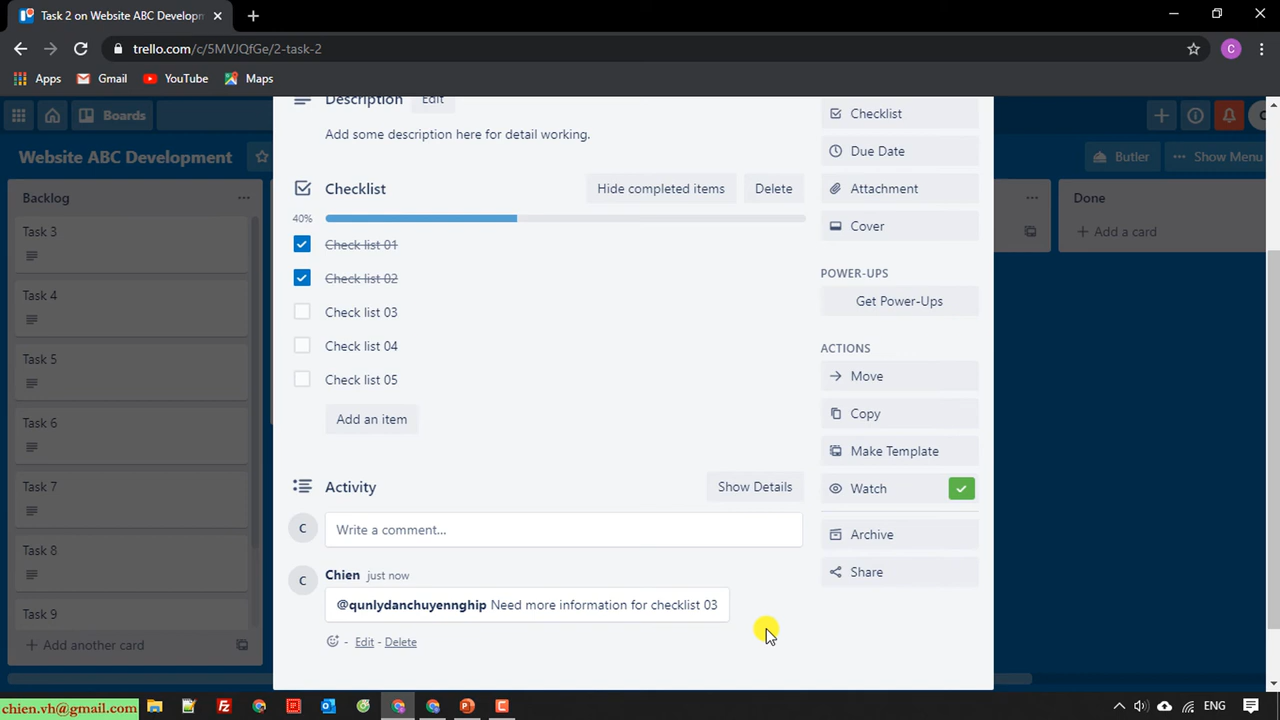 Task 2 on Website ABC Developm
trello.com/c/5MVJQfGe/2-task-2
C
Apps
Gmail
YouTube
Maps
Boards
Website ABC Development
Butler
Show Menu
Backlog
Task 3
Task 4
Task 5
Task 6
Task 7
Task 8
Task 9
Add another card
Description
Edit
Add some description here for detail working.
Checklist
Hide completed items
Delete
40%
Check list 01
Check list 02
Check list 03
Check list 04
Check list 05
Add an item
Activity
Show Details
C
Write a comment...
C
Chien just now
@qunlydanchuyennghip Need more information for checklist 03
- Edit - Delete
Checklist
Due Date
Attachment
Cover
POWER-UPS
Get Power-Ups
ACTIONS
Move
Copy
Make Template
Watch
Archive
Share
Done
Add a card
chien.vh@gmail.com
ENG